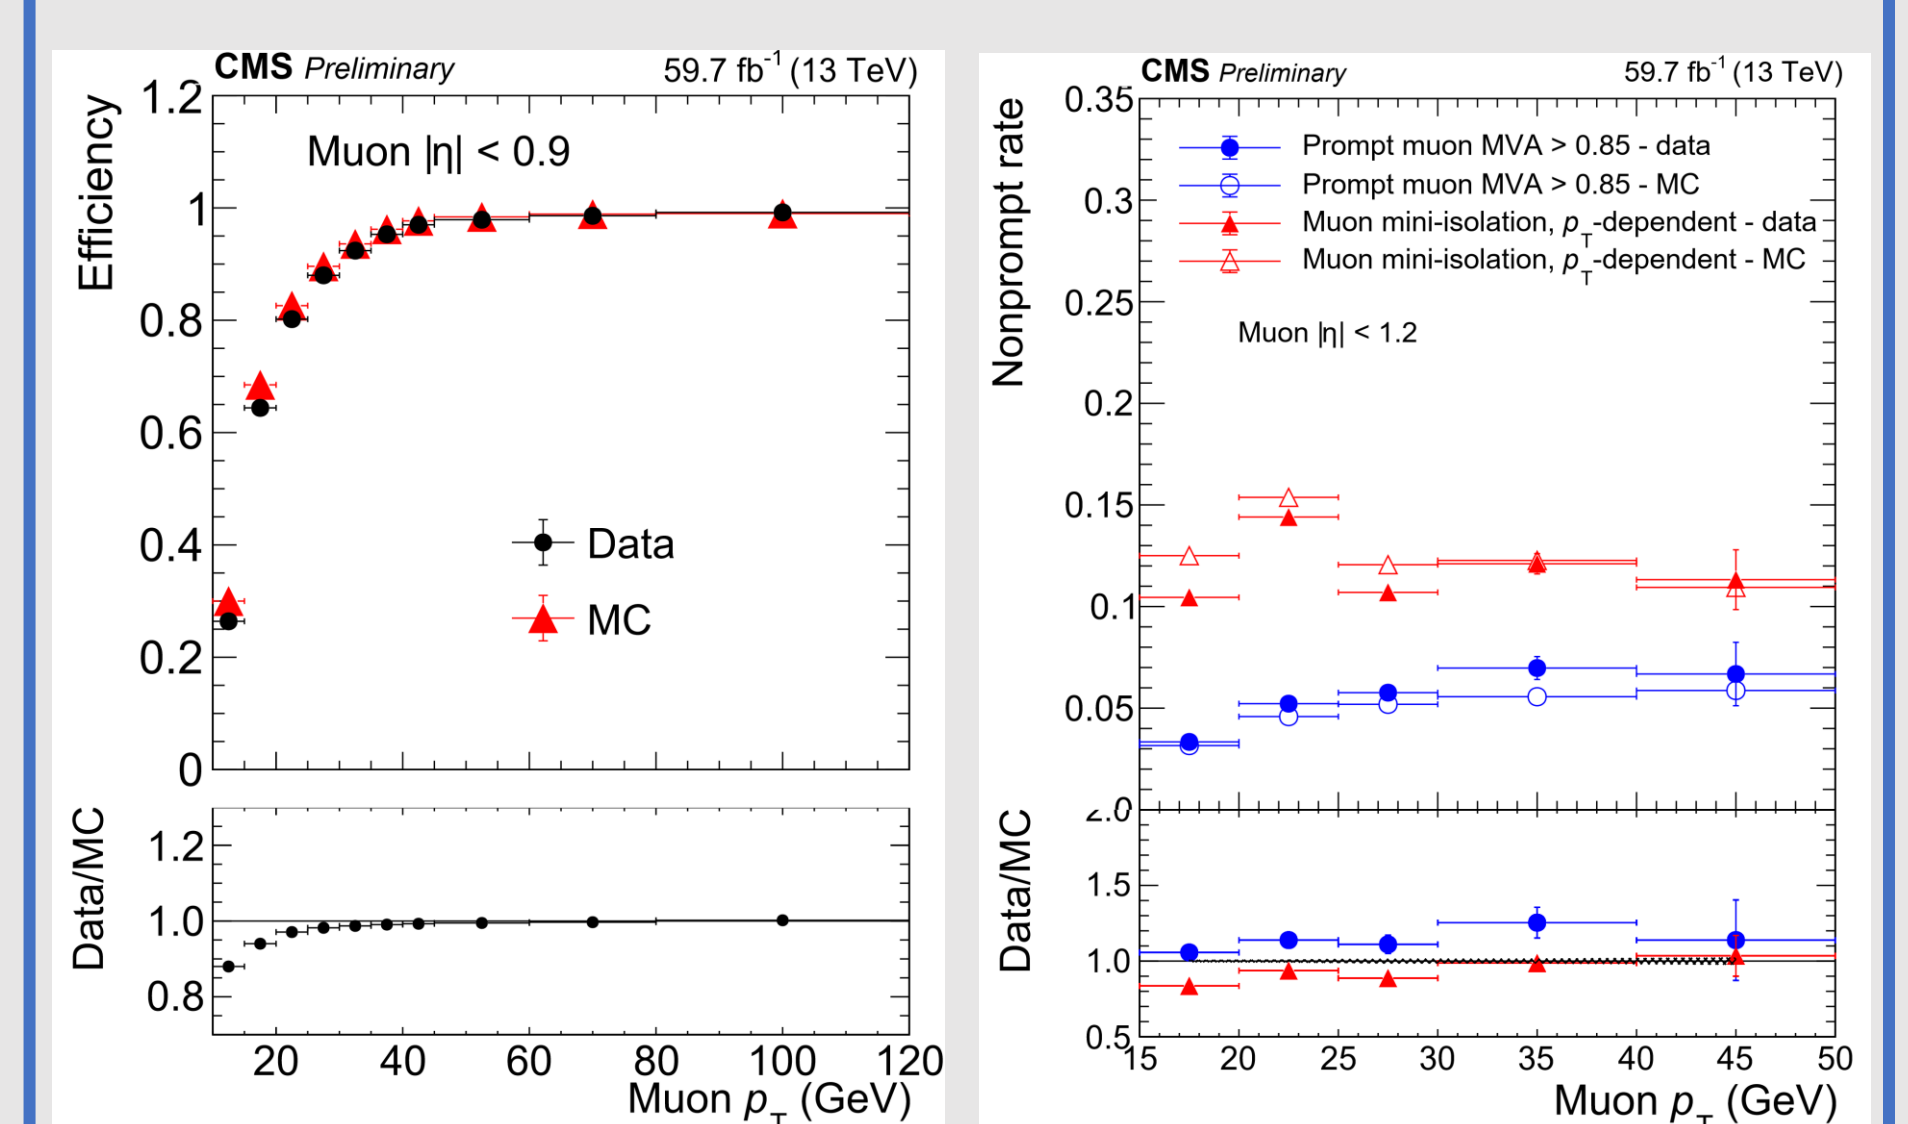 CMS Preliminary 59.7 fb⁻¹ (13 TeV)
Efficiency
1.2
1
0.8
0.6
0.4
0.2
0
Muon |η| < 0.9
Data
MC
Data/MC
1.2
1.0
0.8
20 40 60 80 100 120
Muon p_T (GeV)
CMS Preliminary 59.7 fb⁻¹ (13 TeV)
Nonprompt rate
0.35
0.3
0.25
0.2
0.15
0.1
0.05
0
Prompt muon MVA > 0.85 - data
Prompt muon MVA > 0.85 - MC
Muon mini-isolation, p_T-dependent - data
Muon mini-isolation, p_T-dependent - MC
Muon |η| < 1.2
Data/MC
2.0
1.5
1.0
0.5
15 20 25 30 35 40 45 50
Muon p_T (GeV)